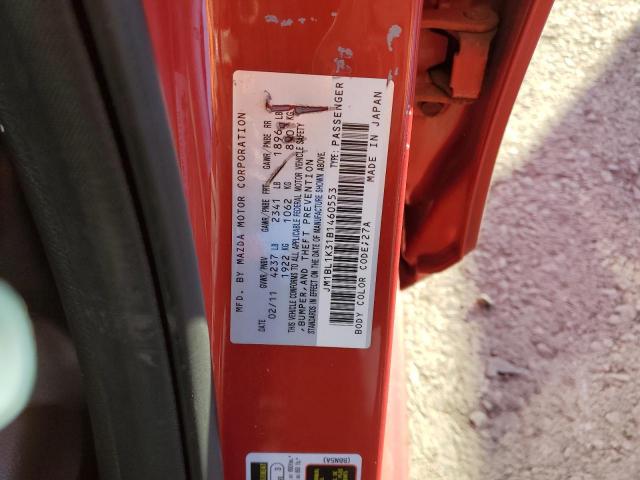 MFD. BY MAZDA MOTOR CORPORATION
DATE GVWR/PNBV GAWR/PNBE FRT GAWR/PNBE RR
02/11 4237 LB 2341 LB 1896 LB
1922 KG 1062 KG KG
THIS VEHICLE CONFORMS TO ALL APPLICABLE FEDERAL MOTOR VEHICLE SAFETY
, BUMPER, AND THEFT PREVENTION
STANDARDS IN EFFECT ON THE DATE OF MANUFACTURE SHOWN ABOVE.
JM1BL1K31B1460553 TYPE: PASSENGER
BODY COLOR CODE;27A MADE IN JAPAN
(B0N5A)